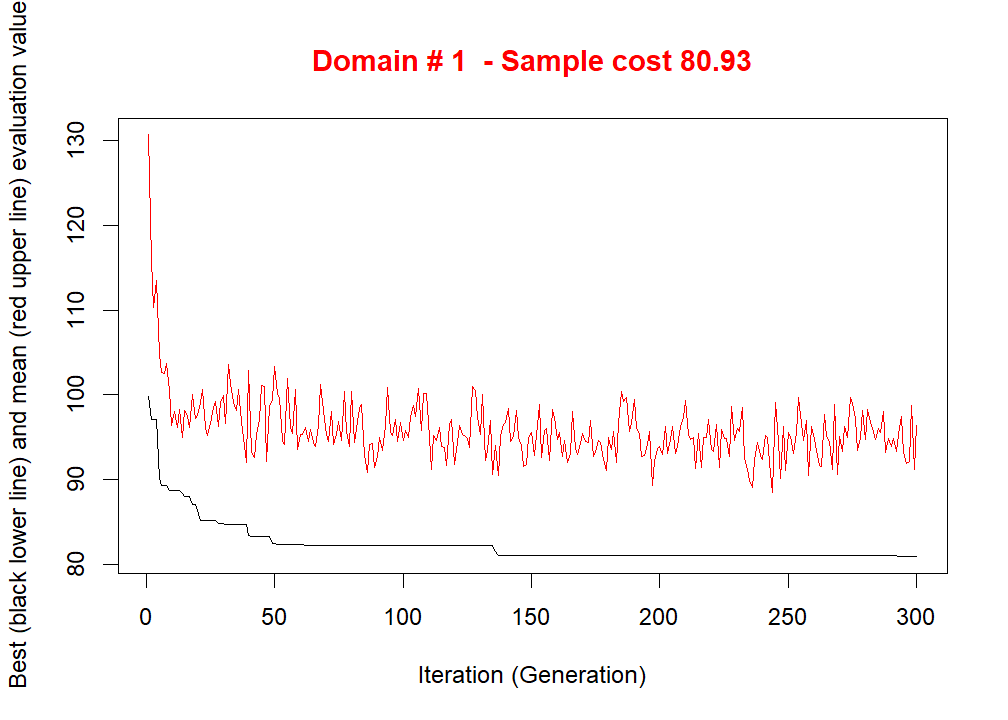 Domain # 1  - Sample cost 80.93
Best (black lower line) and mean (red upper line) evaluation value
130
120
110
100
90
80
0 50 100 150 200 250 300
Iteration (Generation)